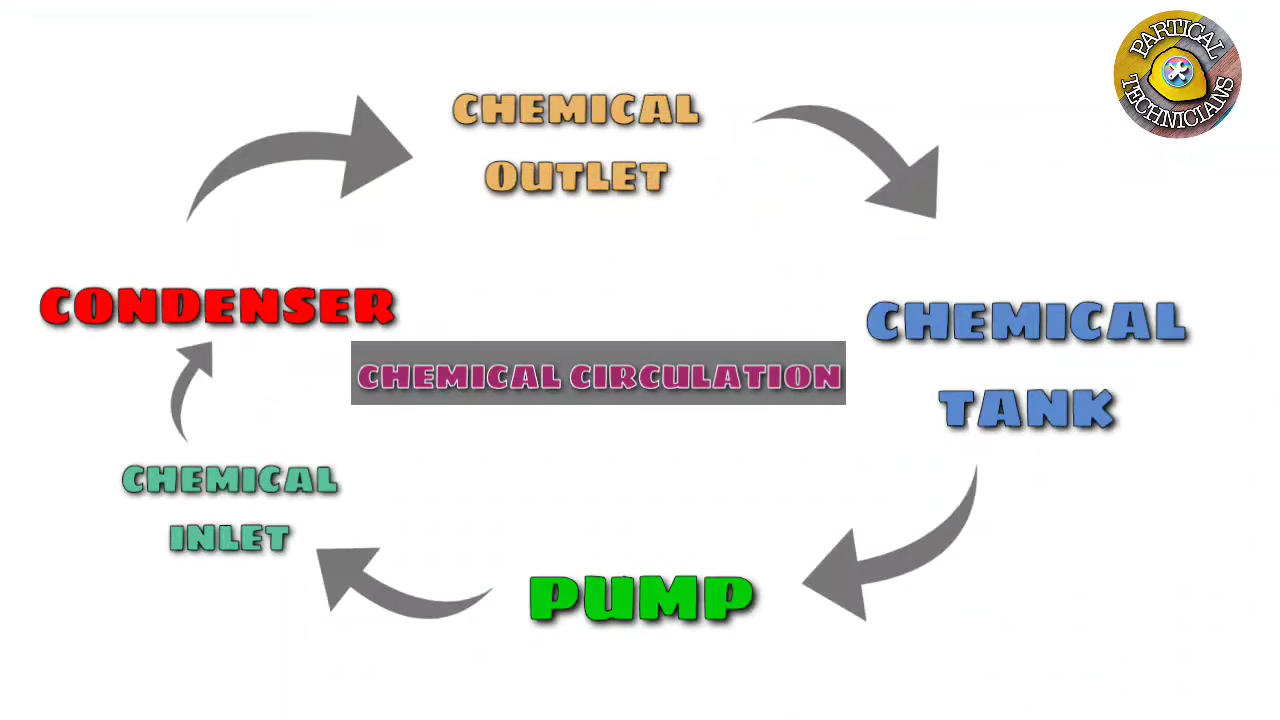 PARTICAL
TECHNICIANS
CHEMICAL
OUTLET
CONDENSER
CHEMICAL
TANK
CHEMICAL CIRCULATION
CHEMICAL
INLET
PUMP